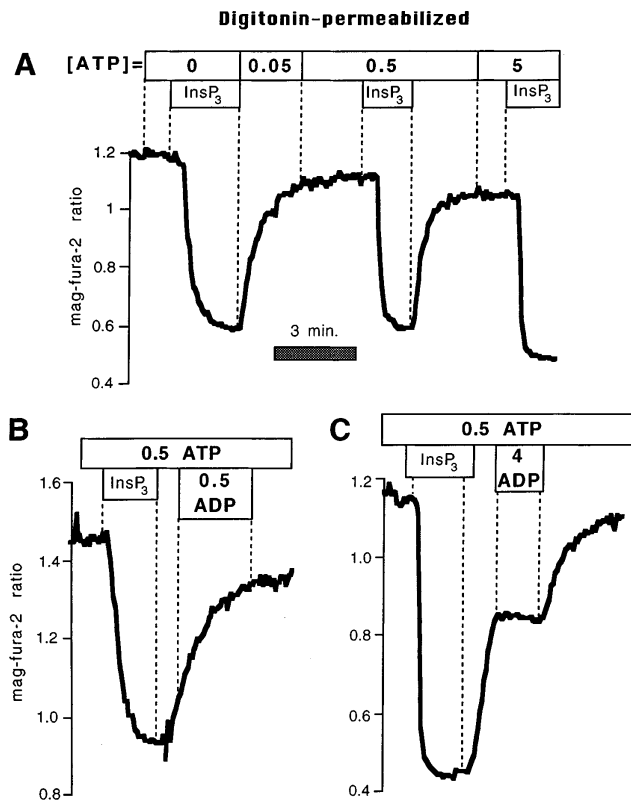 Digitonin-permeabilized
A
[ATP]= 0 0.05 0.5 5
InsP3 InsP3 InsP3
1.2
1
0.8
0.6
0.4
mag-fura-2 ratio
3 min.
B
0.5 ATP
InsP3 0.5
ADP
1.6
1.4
1.2
1.0
0.8
mag-fura-2 ratio
C
0.5 ATP
InsP3 4
ADP
1.2
1.0
0.8
0.6
0.4